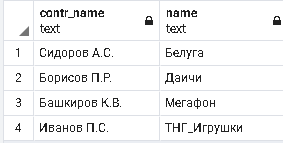 contr_name name
text text
1 Сидоров А.С. Белуга
2 Борисов П.Р. Даичи
3 Башкиров К.В. Мегафон
4 Иванов П.С. ТНГ_Игрушки